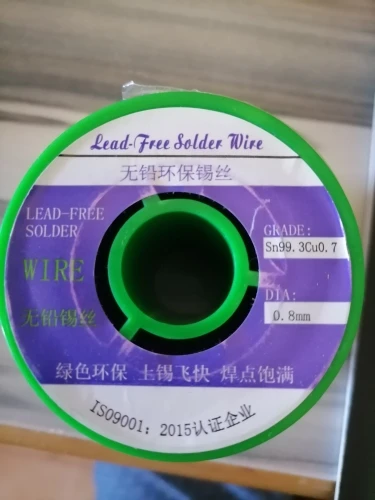 Lead-Free Solder Wire
无铅环保锡丝
LEAD-FREE
SOLDER
WIRE
无铅锡丝
GRADE:
Sn99.3Cu0.7
DIA:
0.8mm
绿色环保 上锡飞快 焊点饱满
ISO9001: 2015认证企业